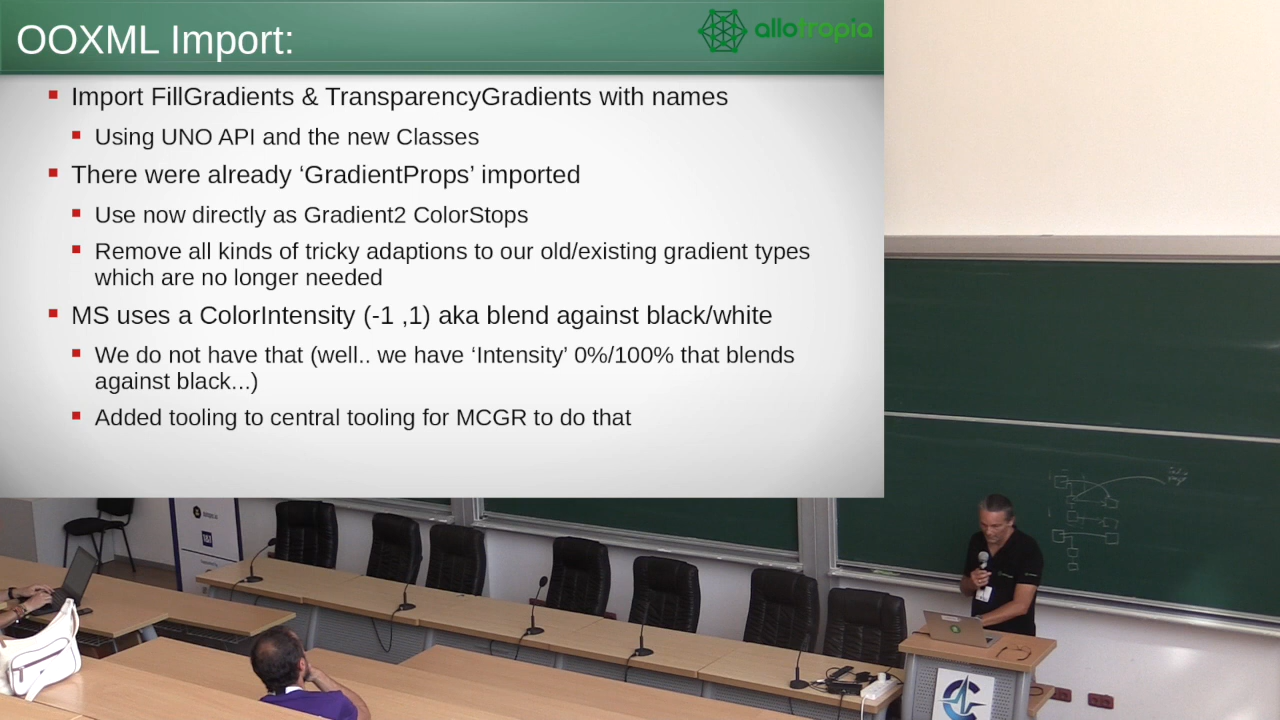 OOXML Import:
allotropia
Import FillGradients & TransparencyGradients with names
Using UNO API and the new Classes
There were already ‘GradientProps’ imported
Use now directly as Gradient2 ColorStops
Remove all kinds of tricky adaptions to our old/existing gradient types
which are no longer needed
MS uses a ColorIntensity (-1 ,1) aka blend against black/white
We do not have that (well.. we have ‘Intensity’ 0%/100% that blends
against black...)
Added tooling to central tooling for MCGR to do that